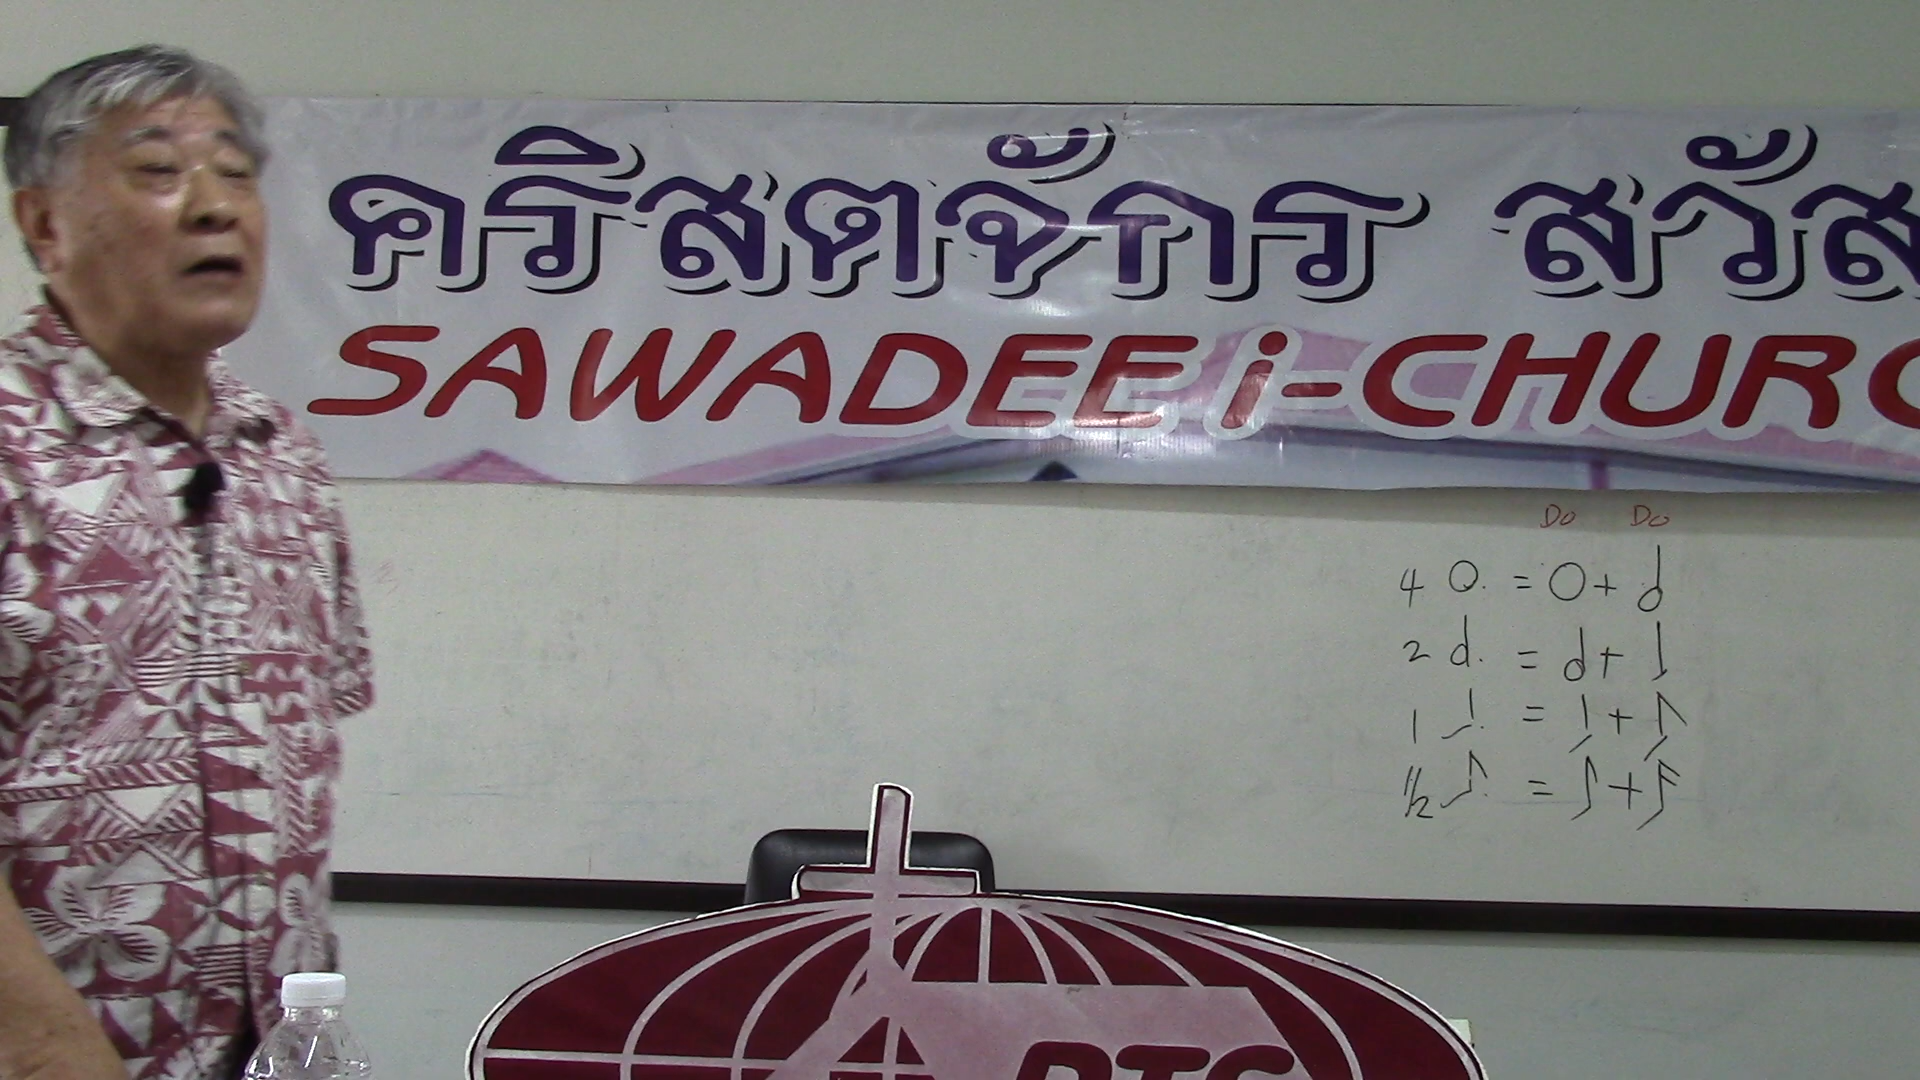 คริสตจักร สวัส
SAWADEE i-CHURC
Do Do
4 O. = O + d
2 d. = d +
1 = +
1/2 = +
PTC